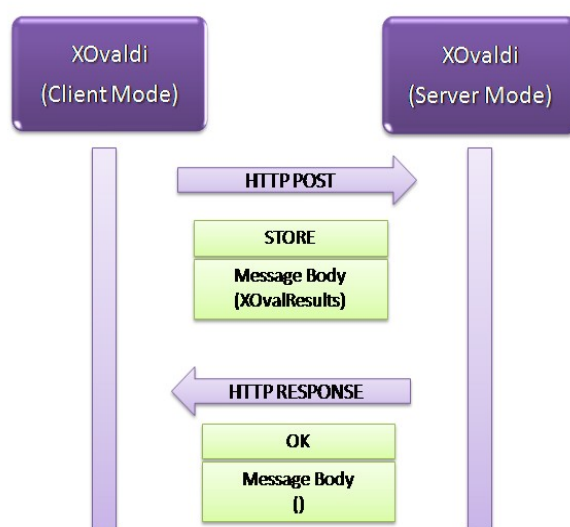 XOvaldi
(Client Mode)
XOvaldi
(Server Mode)
HTTP POST
STORE
Message Body
(XOvalResults)
HTTP RESPONSE
OK
Message Body
()